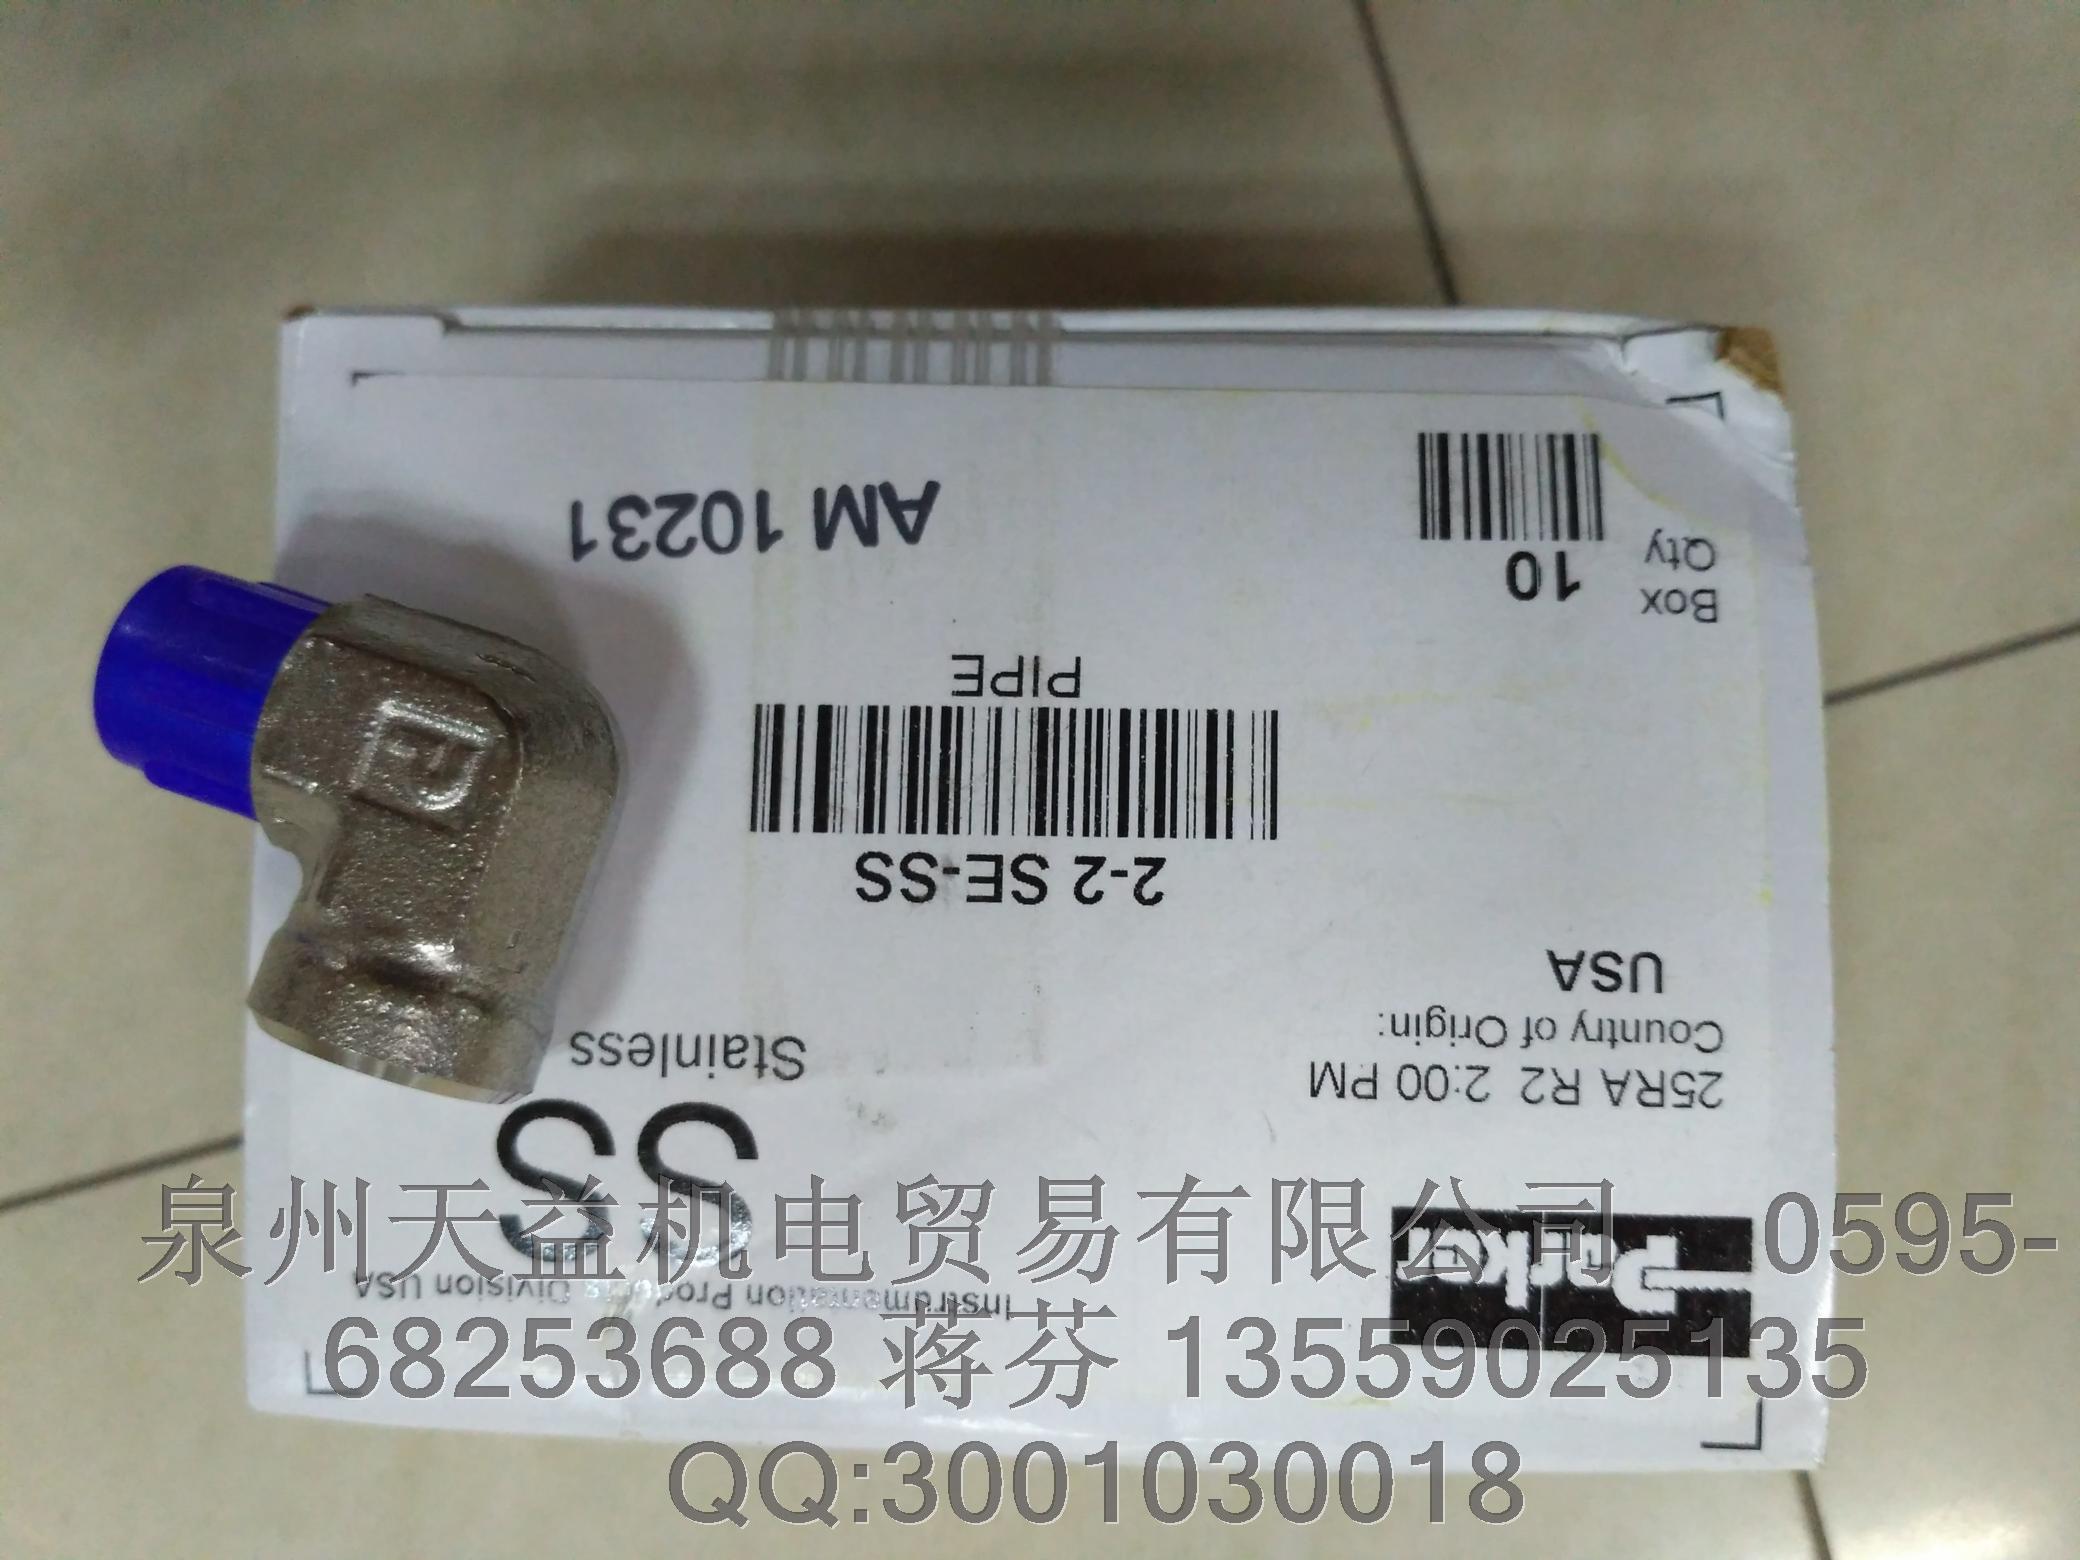 Parker
Instrumentation Products Division USA
25RA R2 2:00 PM
Country of Origin:
USA
SS
Stainless
2-2 SE-SS
PIPE
Box
Qty
10
AM 10231
泉州天益机电贸易有限公司 0595-
68253688 蒋芬 13559025135
QQ:3001030018